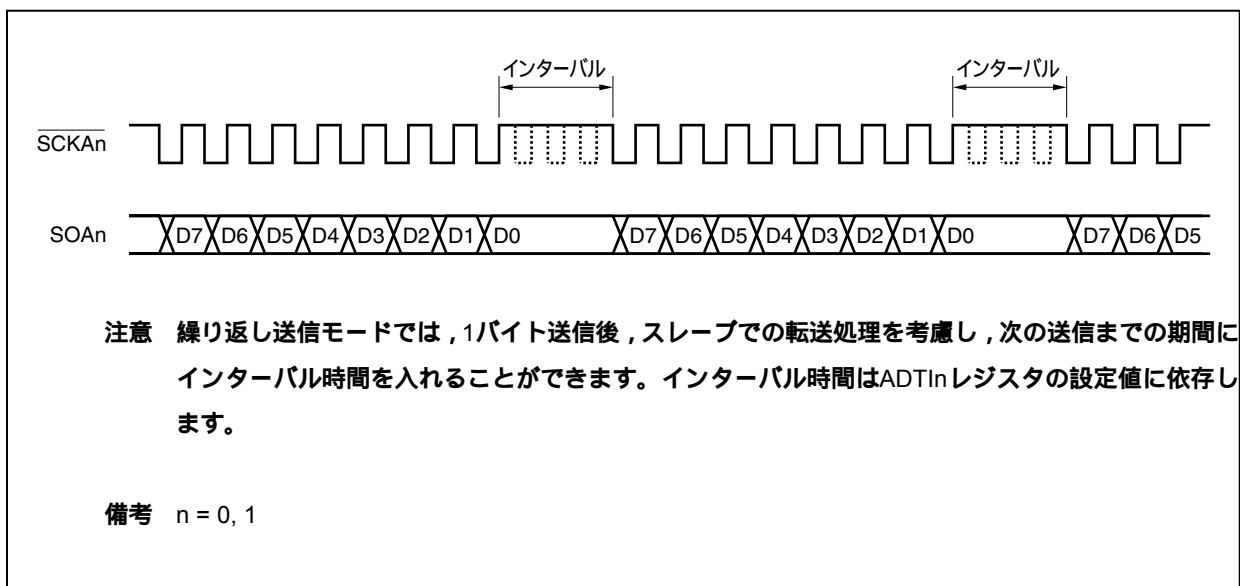 インターバル インターバル
SCKAn
SOAn D7 D6 D5 D4 D3 D2 D1 D0 D7 D6 D5 D4 D3 D2 D1 D0 D7 D6 D5
注意 繰り返し送信モードでは，1バイト送信後，スレーブでの転送処理を考慮し，次の送信までの期間に
インターバル時間を入れることができます。インターバル時間はADTInレジスタの設定値に依存し
ます。
備考 n = 0, 1